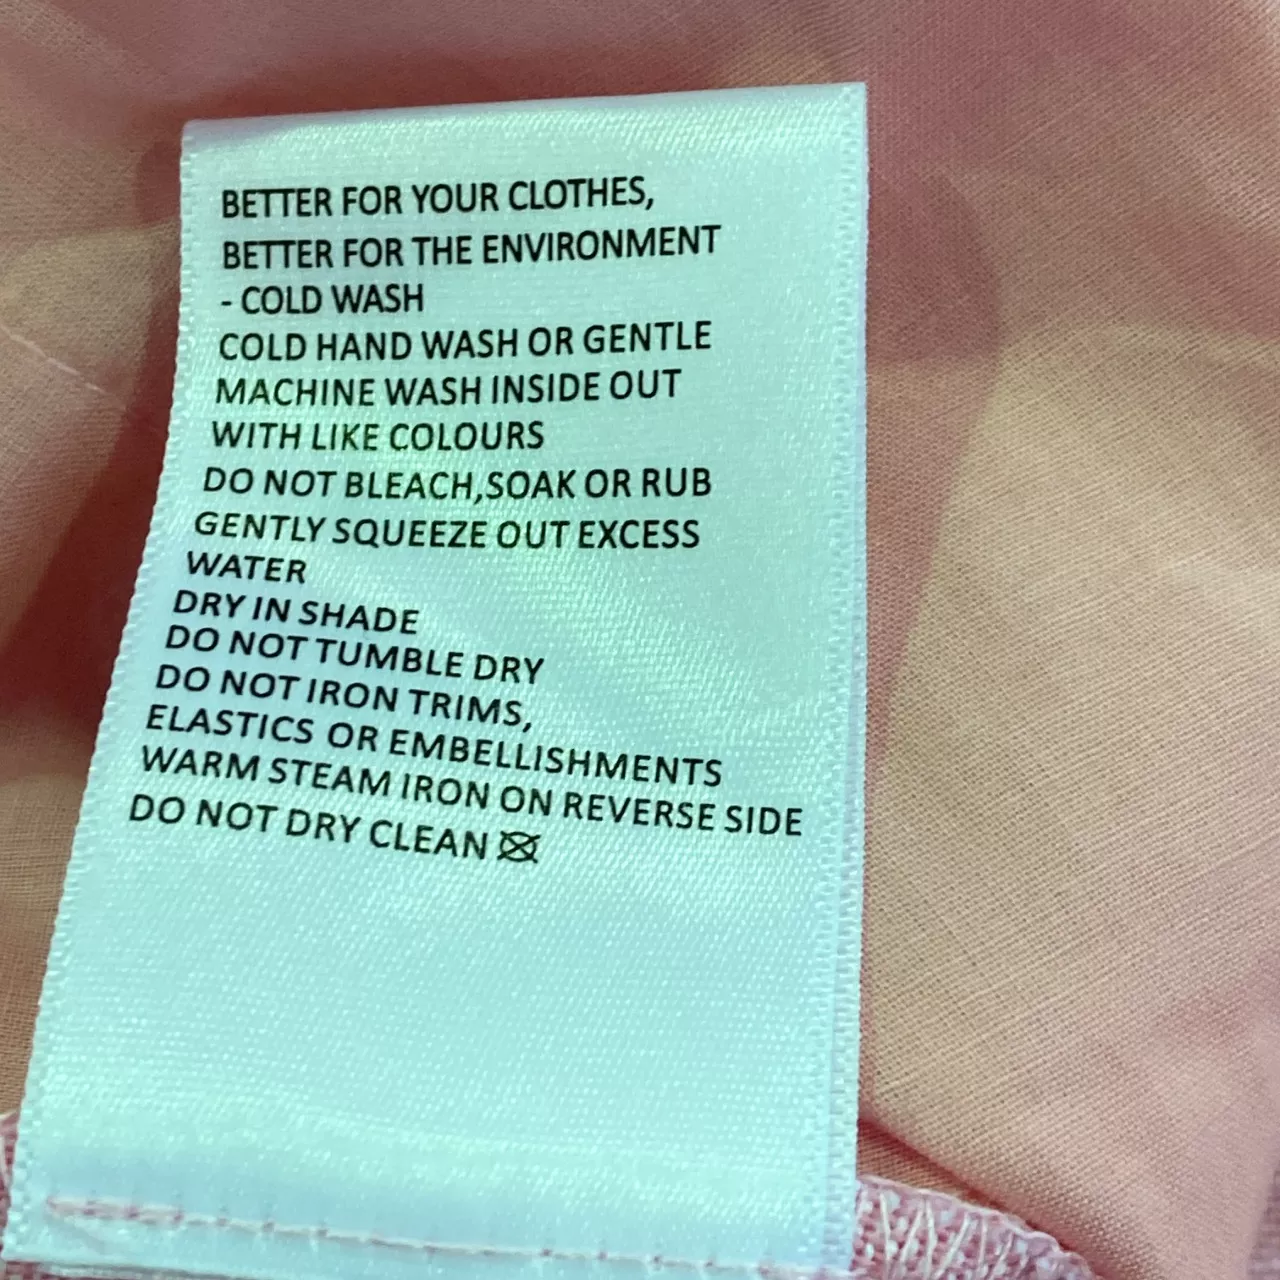 BETTER FOR YOUR CLOTHES,
BETTER FOR THE ENVIRONMENT
- COLD WASH
COLD HAND WASH OR GENTLE
MACHINE WASH INSIDE OUT
WITH LIKE COLOURS
DO NOT BLEACH,SOAK OR RUB
GENTLY SQUEEZE OUT EXCESS
WATER
DRY IN SHADE
DO NOT TUMBLE DRY
DO NOT IRON TRIMS,
ELASTICS OR EMBELLISHMENTS
WARM STEAM IRON ON REVERSE SIDE
DO NOT DRY CLEAN